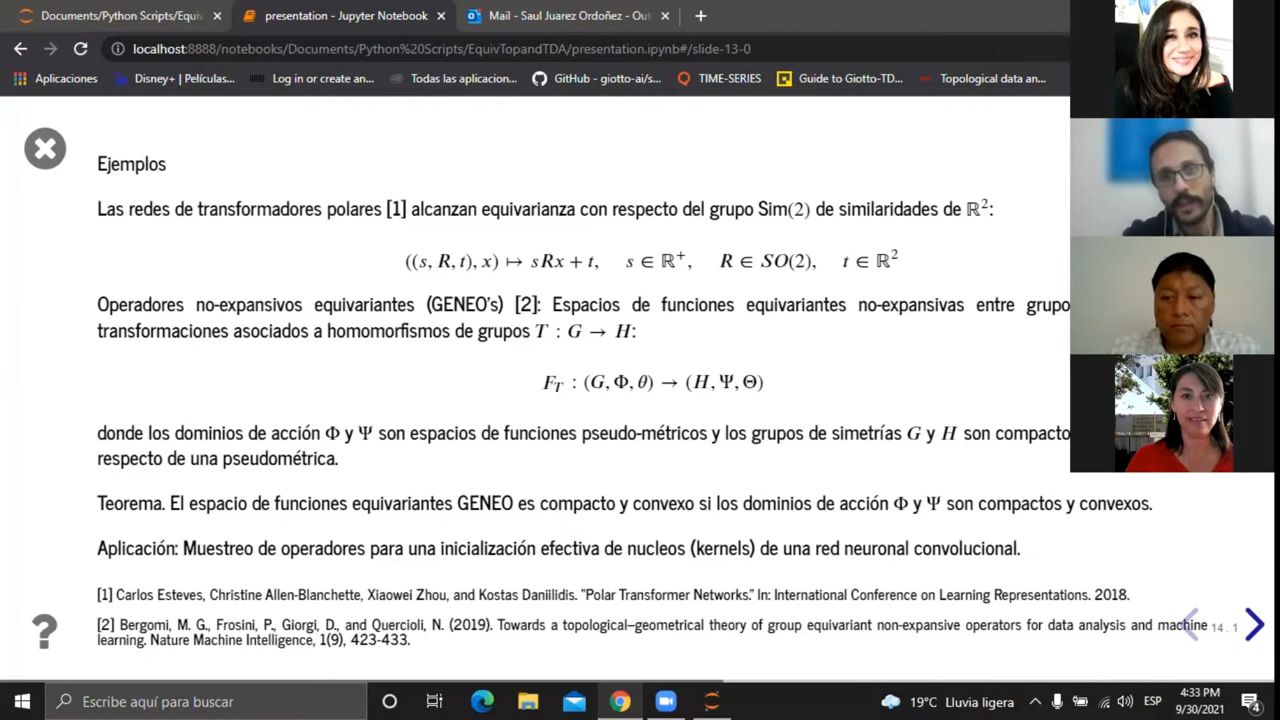 Documents/Python Scripts/Equiv
presentation - Jupyter Notebook
Mail - Saul Juarez Ordoñez - Out
localhost:8888/notebooks/Documents/Python%20Scripts/EquivTopandTDA/presentation.ipynb#/slide-13-0
Aplicaciones
Disney+ | Películas...
Log in or create an...
Todas las aplicacion...
GitHub - giotto-ai/s...
TIME-SERIES
Guide to Giotto-TD...
Topological data an...
Ejemplos
Las redes de transformadores polares [1] alcanzan equivarianza con respecto del grupo Sim(2) de similaridades de ℝ²:
((s, R, t), x) ↦ sRx + t, s ∈ ℝ⁺, R ∈ SO(2), t ∈ ℝ²
Operadores no-expansivos equivariantes (GENEO's) [2]: Espacios de funciones equivariantes no-expansivas entre grupo
transformaciones asociados a homomorfismos de grupos T : G → H:
F_T : (G, Φ, θ) → (H, Ψ, Θ)
donde los dominios de acción Φ y Ψ son espacios de funciones pseudo-métricos y los grupos de simetrías G y H son compacto
respecto de una pseudométrica.
Teorema. El espacio de funciones equivariantes GENEO es compacto y convexo si los dominios de acción Φ y Ψ son compactos y convexos.
Aplicación: Muestreo de operadores para una inicialización efectiva de nucleos (kernels) de una red neuronal convolucional.
[1] Carlos Esteves, Christine Allen-Blanchette, Xiaowei Zhou, and Kostas Daniilidis. "Polar Transformer Networks." In: International Conference on Learning Representations. 2018.
[2] Bergomi, M. G., Frosini, P., Giorgi, D., and Quercioli, N. (2019). Towards a topological–geometrical theory of group equivariant non-expansive operators for data analysis and machine
learning. Nature Machine Intelligence, 1(9), 423-433.
14.1
Escribe aquí para buscar
19°C Lluvia ligera
ESP
4:33 PM
9/30/2021
4